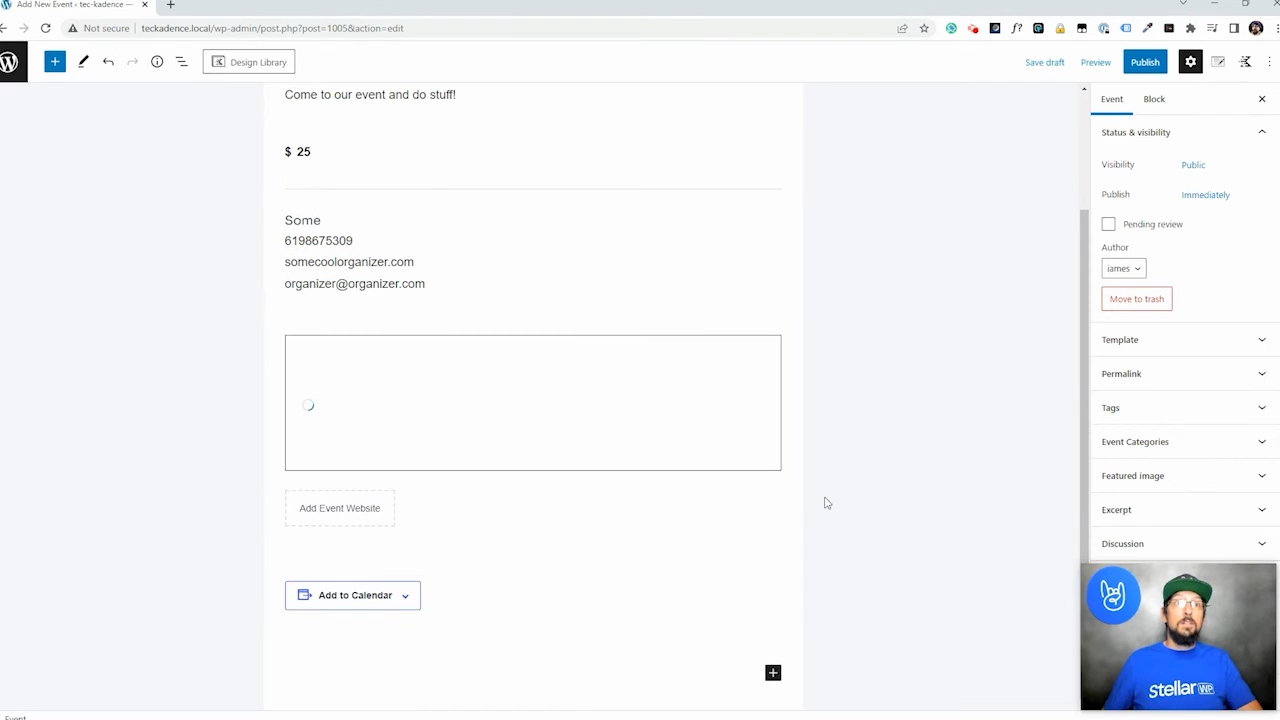 Add New Event ‹ tec-kadence —
Not secure
teckadence.local/wp-admin/post.php?post=1005&action=edit
Design Library
Save draft
Preview
Publish
Come to our event and do stuff!
$ 25
Some
6198675309
somecoolorganizer.com
organizer@organizer.com
Add Event Website
Add to Calendar
Event
Block
Status & visibility
Visibility
Public
Publish
Immediately
Pending review
Author
james
Move to trash
Template
Permalink
Tags
Event Categories
Featured image
Excerpt
Discussion
stellar WP
Event